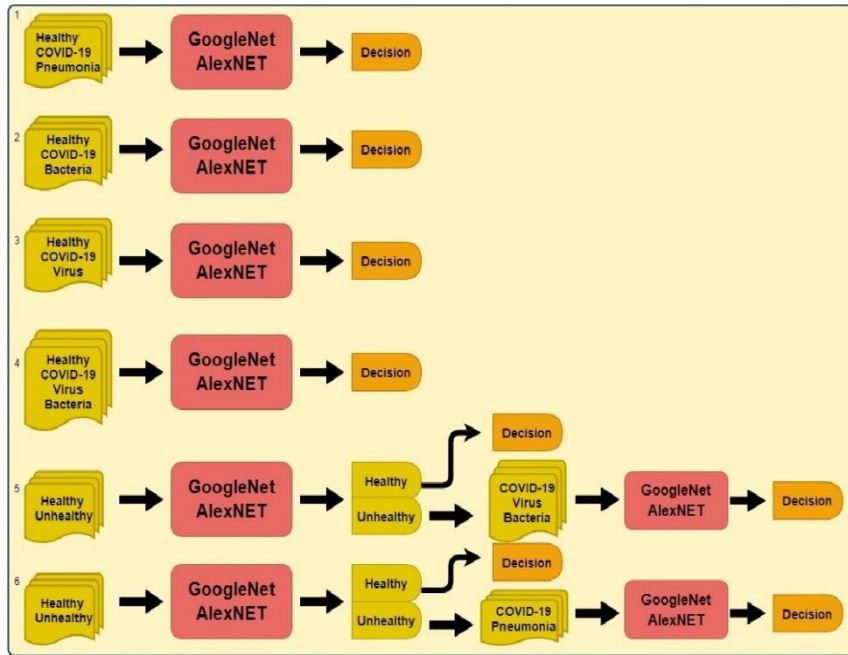 1
Healthy
COVID-19
Pneumonia
GoogleNet
AlexNET
Decision
2
Healthy
COVID-19
Bacteria
GoogleNet
AlexNET
Decision
3
Healthy
COVID-19
Virus
GoogleNet
AlexNET
Decision
4
Healthy
COVID-19
Virus
Bacteria
GoogleNet
AlexNET
Decision
5
Healthy
Unhealthy
GoogleNet
AlexNET
Healthy
Unhealthy
Decision
COVID-19
Virus
Bacteria
GoogleNet
AlexNET
Decision
6
Healthy
Unhealthy
GoogleNet
AlexNET
Healthy
Unhealthy
Decision
COVID-19
Pneumonia
GoogleNet
AlexNET
Decision